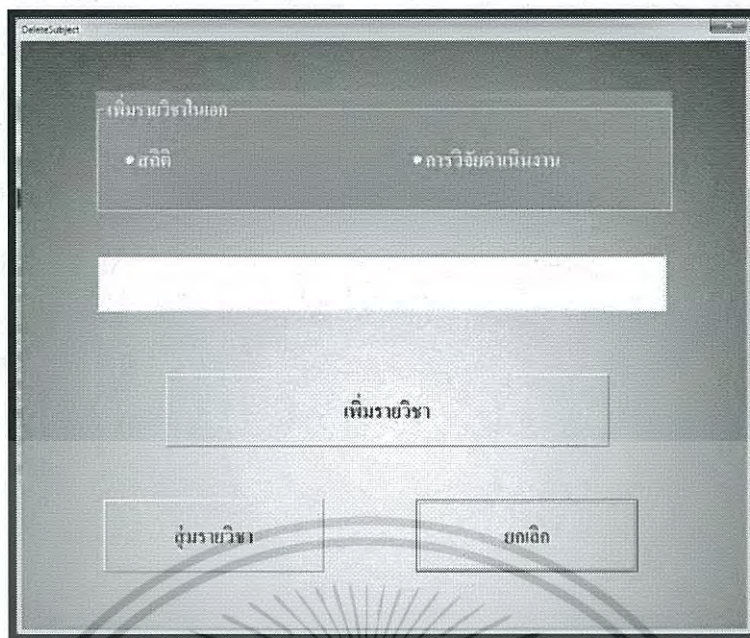 DeleteSubject
เพิ่มรายวิชาในเอก
สถิติ
การวิจัยดำเนินงาน
เพิ่มรายวิชา
สุ่มรายวิชา
ยกเลิก